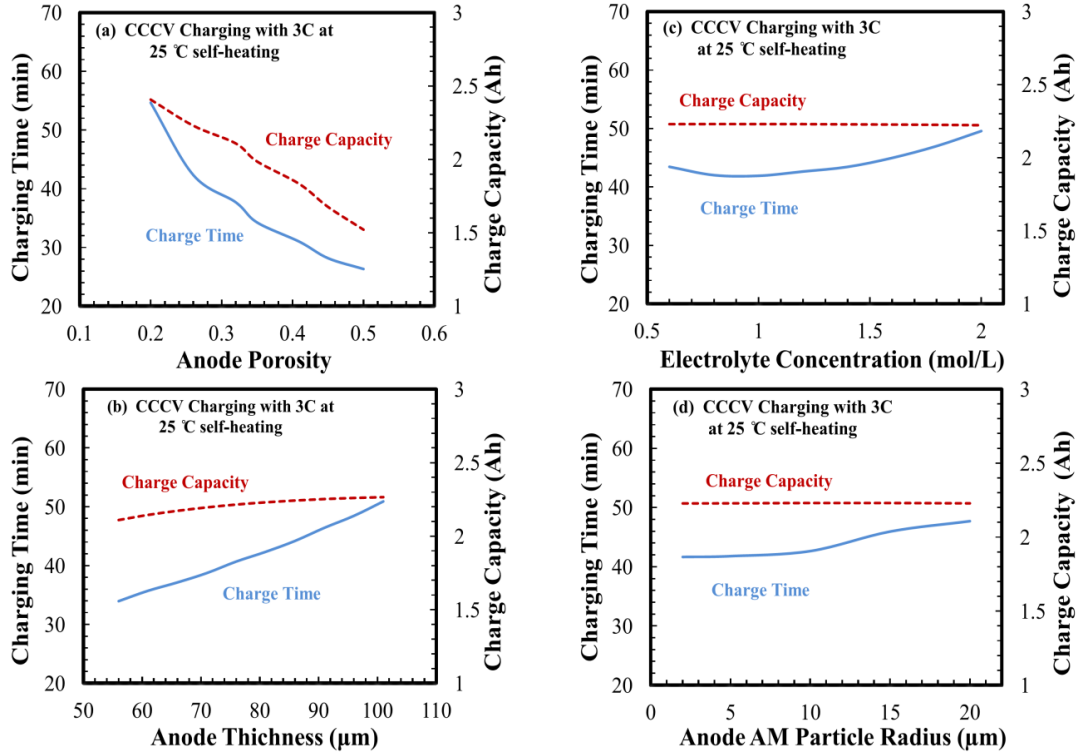 (a) CCCV Charging with 3C at
25 ℃ self-heating
Charging Time (min)
70
60
50
40
30
20
Charge Capacity
Charge Time
3
2.5
2
1.5
1
Charge Capacity (Ah)
0.1 0.2 0.3 0.4 0.5 0.6
Anode Porosity
(c) CCCV Charging with 3C
at 25 ℃ self-heating
Charging Time (min)
70
60
50
40
30
20
Charge Capacity
Charge Time
3
2.5
2
1.5
1
Charge Capacity (Ah)
0.5 1 1.5 2
Electrolyte Concentration (mol/L)
(b) CCCV Charging with 3C at
25 ℃ self-heating
Charging Time (min)
70
60
50
40
30
20
Charge Capacity
Charge Time
3
2.5
2
1.5
1
Charge Capacity (Ah)
50 60 70 80 90 100 110
Anode Thichness (μm)
(d) CCCV Charging with 3C
at 25 ℃ self-heating
Charging Time (min)
70
60
50
40
30
20
Charge Capacity
Charge Time
3
2.5
2
1.5
1
Charge Capacity (Ah)
0 5 10 15 20
Anode AM Particle Radius (μm)